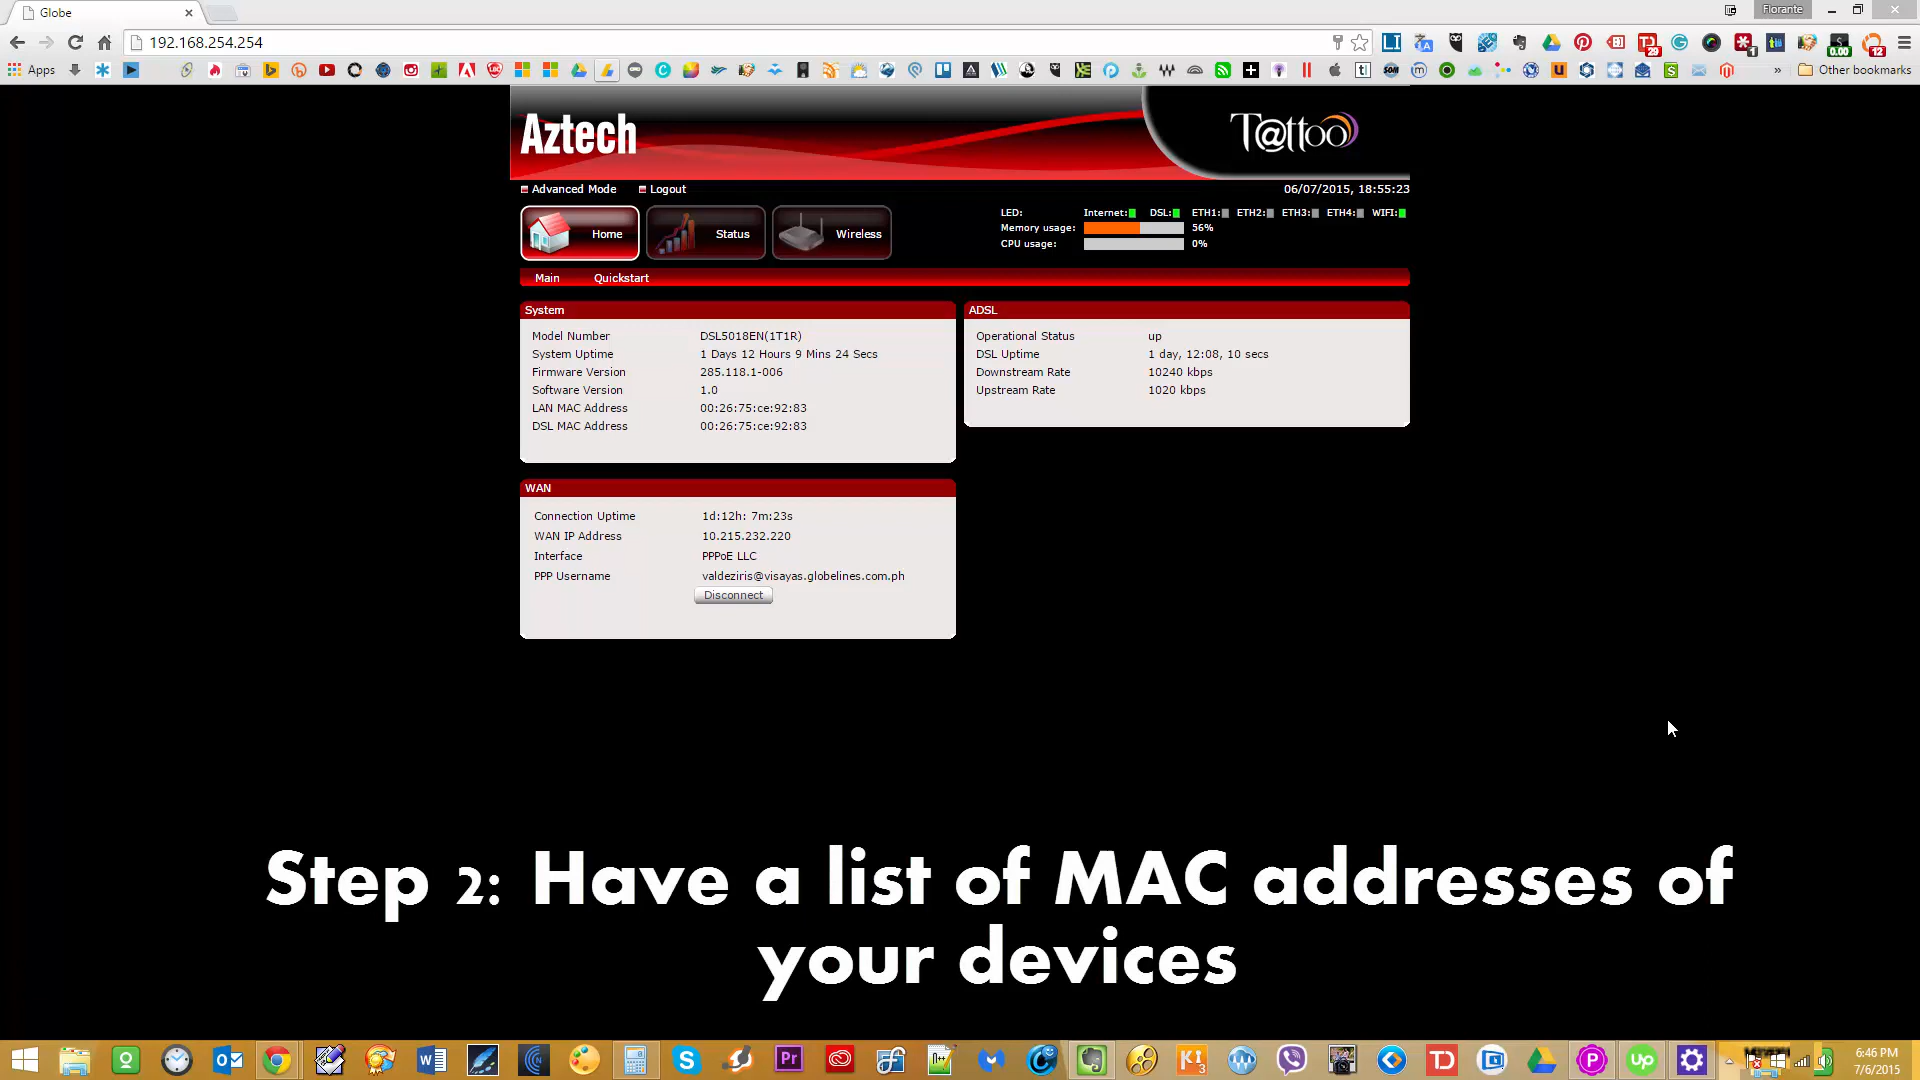 Globe
Florante
192.168.254.254
Apps
Other bookmarks
Aztech
T@ttoo
Advanced Mode
Logout
06/07/2015, 18:55:23
Home
Status
Wireless
LED:
Internet:
DSL:
ETH1:
ETH2:
ETH3:
ETH4:
WIFI:
Memory usage:
56%
CPU usage:
0%
Main
Quickstart
System
Model Number DSL5018EN(1T1R)
System Uptime 1 Days 12 Hours 9 Mins 24 Secs
Firmware Version 285.118.1-006
Software Version 1.0
LAN MAC Address 00:26:75:ce:92:83
DSL MAC Address 00:26:75:ce:92:83
ADSL
Operational Status up
DSL Uptime 1 day, 12:08, 10 secs
Downstream Rate 10240 kbps
Upstream Rate 1020 kbps
WAN
Connection Uptime 1d:12h: 7m:23s
WAN IP Address 10.215.232.220
Interface PPPoE LLC
PPP Username valdeziris@visayas.globelines.com.ph
Disconnect
Step 2: Have a list of MAC addresses of
your devices
6:46 PM
7/6/2015